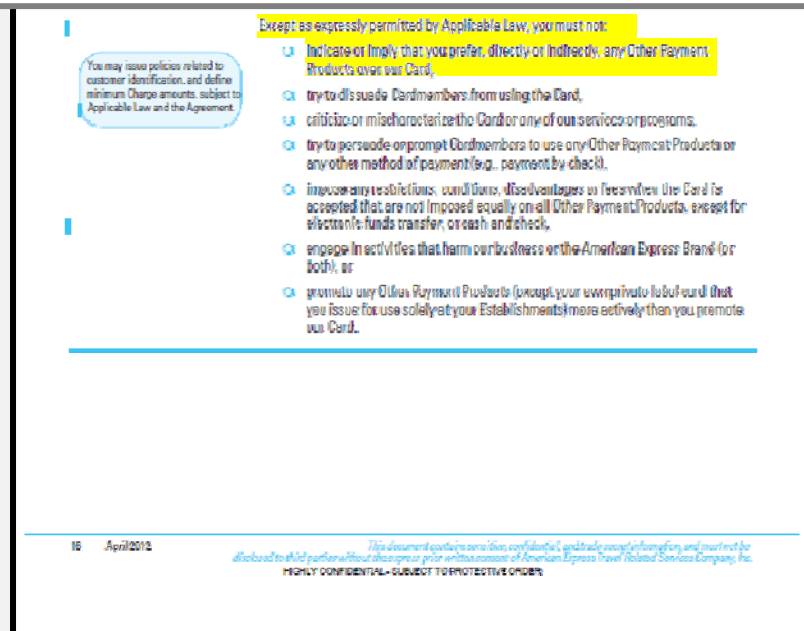 Except as expressly permitted by Applicable Law, you must not:
indicate or imply that you prefer, directly or indirectly, any Other Payment
Products over our Card,
try to dissuade Cardmembers from using the Card,
criticize or mischaracterize the Card or any of our services or programs,
try to persuade or prompt Cardmembers to use any Other Payment Products or
any other method of payment (e.g., payment by check),
impose any restrictions, conditions, disadvantages or fees when the Card is
accepted that are not imposed equally on all Other Payment Products, except for
electronic funds transfer, or cash and check,
engage in activities that harm our business or the American Express Brand (or
both), or
promote any Other Payment Products (except your own private label card that
you issue for use solely at your Establishments) more actively than you promote
our Card.
You may issue policies related to
customer identification, and define
minimum Charge amounts, subject to
Applicable Law and the Agreement.
16 April 2012
This document contains sensitive, confidential, and trade secret information, and must not be
disclosed to third parties without the express prior written consent of American Express Travel Related Services Company, Inc.
HIGHLY CONFIDENTIAL - SUBJECT TO PROTECTIVE ORDER